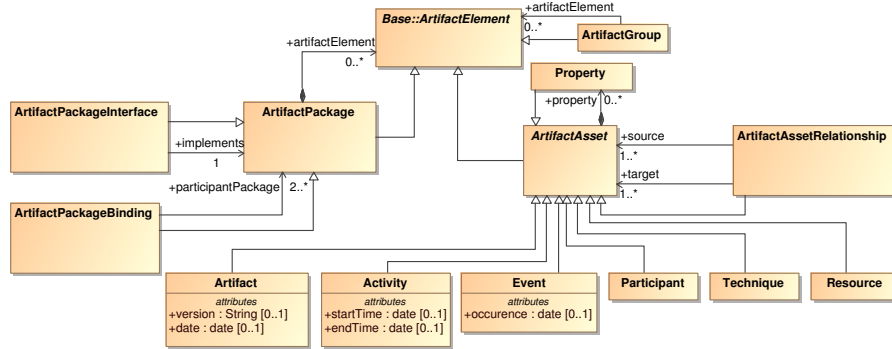 +artifactElement
Base::ArtifactElement
0..*
ArtifactGroup
+artifactElement
0..*
Property
+property
0..*
ArtifactPackageInterface
ArtifactPackage
+implements
1
ArtifactAsset
+source
1..*
ArtifactAssetRelationship
+target
1..*
+participantPackage
2..*
ArtifactPackageBinding
Artifact
attributes
+version : String [0..1]
+date : date [0..1]
Activity
attributes
+startTime : date [0..1]
+endTime : date [0..1]
Event
attributes
+occurence : date [0..1]
Participant
Technique
Resource